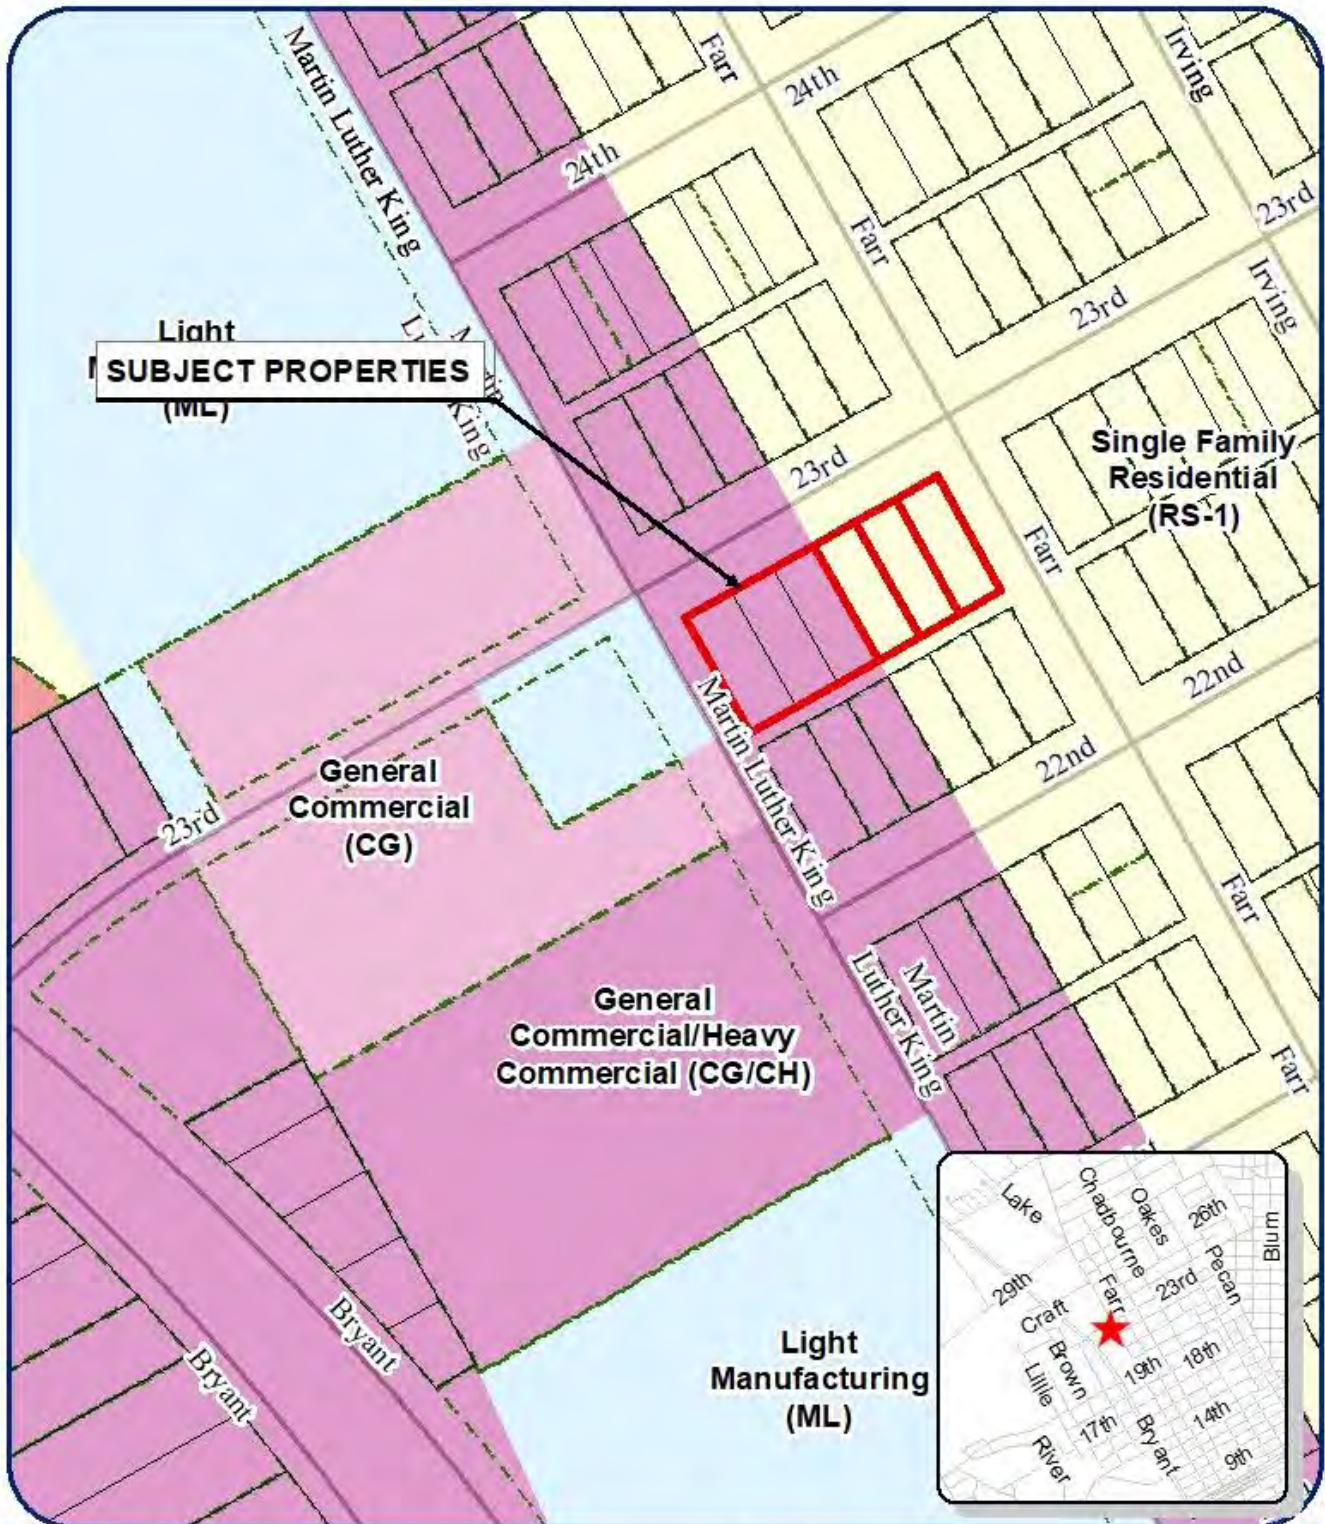 Martin Luther King
Farr
24th
Irving
24th
23rd
Farr
Irving
23rd
Light
(ML)
SUBJECT PROPERTIES
King
23rd
Single Family
Residential
(RS-1)
Farr
22nd
Martin Luther King
22nd
General
Commercial
(CG)
23rd
Farr
Martin
Luther King
General
Commercial/Heavy
Commercial (CG/CH)
Farr
Bryant
Bryant
Light
Manufacturing
(ML)
Lake
Chadbourne
Oakes
26th
Blum
Pecan
29th
23rd
Farr
Craft
Brown
Lillie
19th
18th
17th
14th
Bryant
River
9th